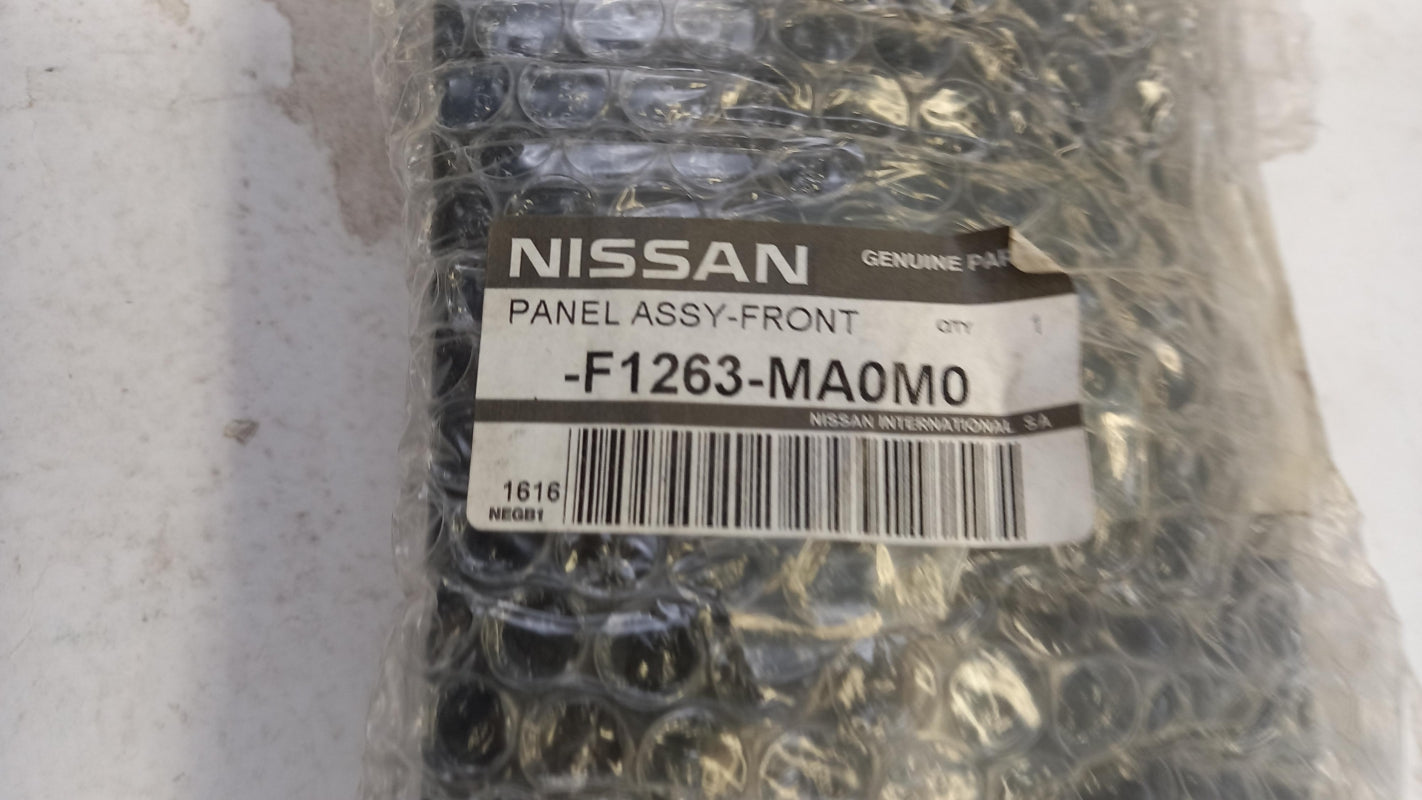 NISSAN GENUINE PAR
PANEL ASSY-FRONT QTY 1
-F1263-MA0M0
NISSAN INTERNATIONAL SA
1616
NEGB1